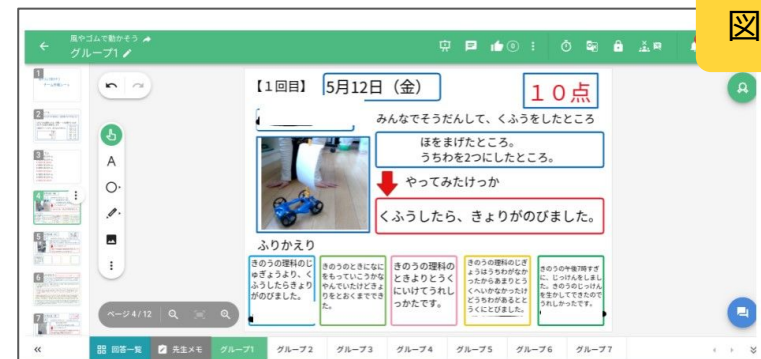 図
風やゴムで動かそう
グループ1
0
1
2
3
4
5
6
7
A
【1回目】 5月12日（金）
１０点
みんなでそうだんして、くふうをしたところ
ほをまげたところ。
うちわを2つにしたところ。
やってみたけっか
くふうしたら、きょりがのびました。
ふりかえり
きのうの理科のじ
ゅぎょうより、く
ふうしたらきょり
がのびました。
きのうのときになに
をもっていこうかな
やんでいたけどきょ
りをとおくまででき
た。
きのうの理科の
ときよりとうく
にいけてうれし
かったです。
きのうの理科のじぎ
ょうはうちわがなか
ったからあまりとう
くへいかなかったけ
どうちわがあるとと
うくにとびました。
きのうの午後7時すぎ
に、じっけんをしまし
た。きのうのじっけん
を生かしてできたので
うれしかったです。
ページ 4 / 12
回答一覧
先生メモ
グループ1
グループ2
グループ3
グループ4
グループ5
グループ6
グループ7